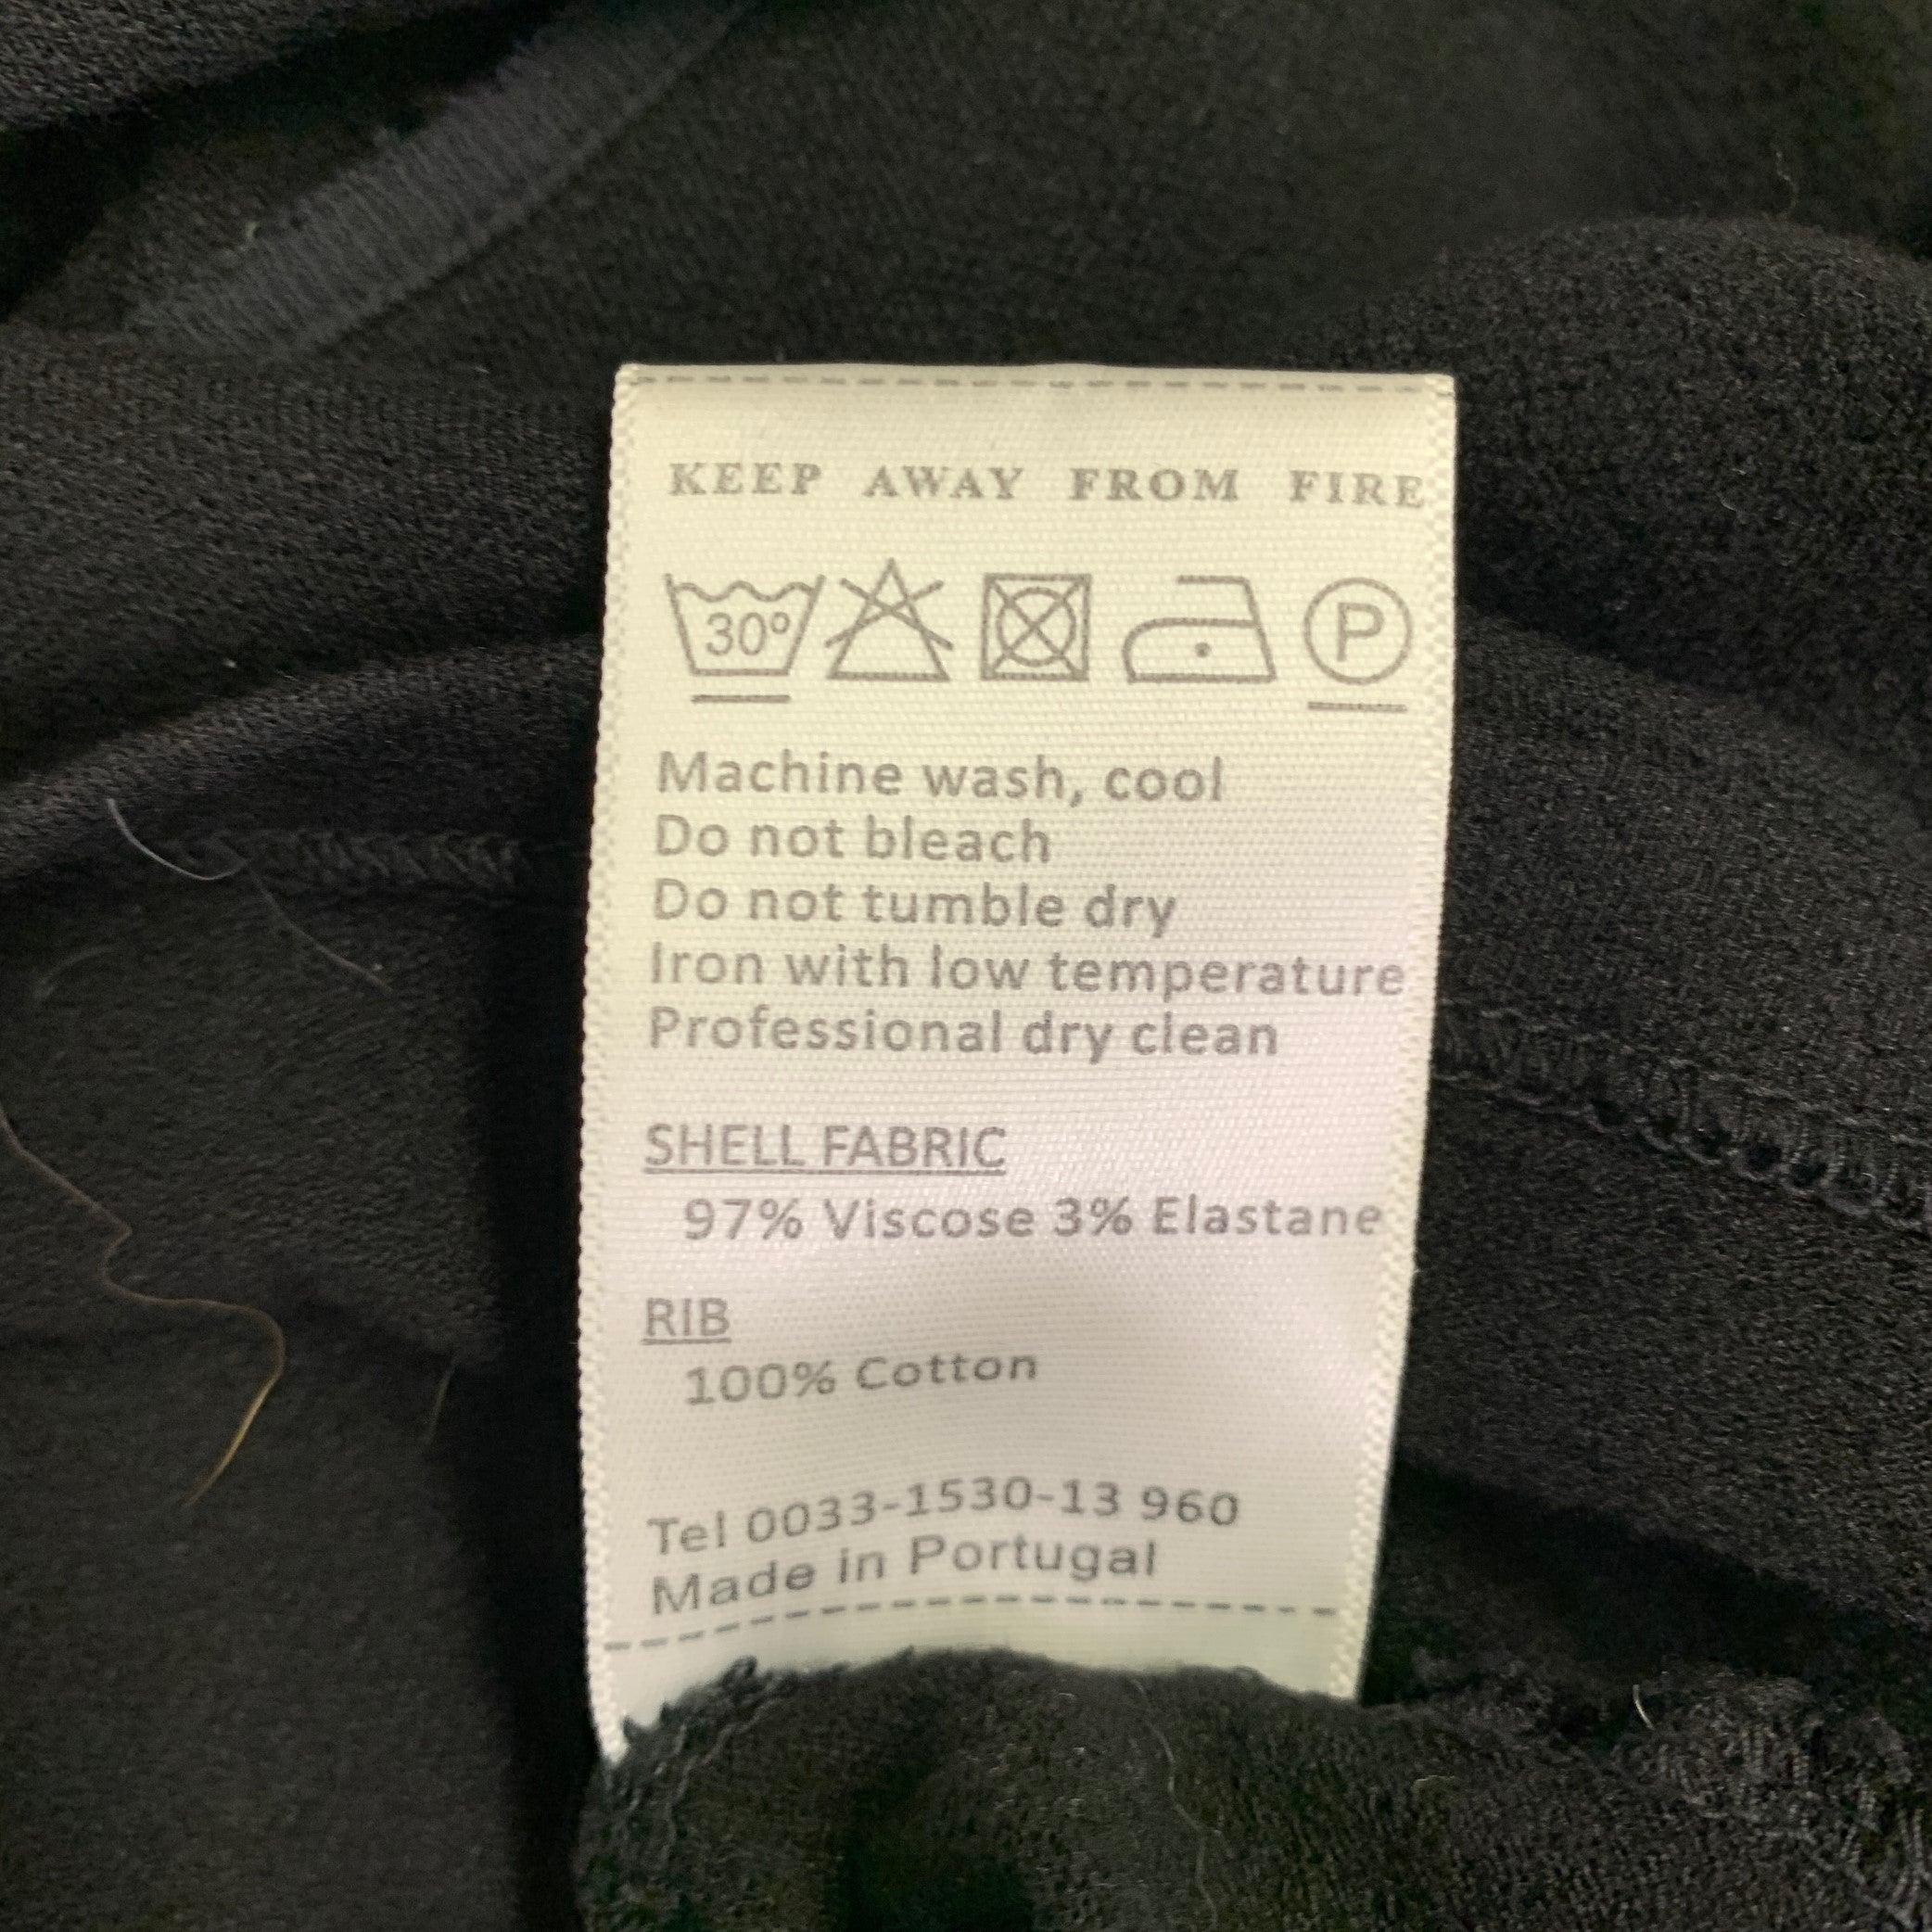 KEEP AWAY FROM FIRE
30º P
Machine wash, cool
Do not bleach
Do not tumble dry
Iron with low temperature
Professional dry clean
SHELL FABRIC
97% Viscose 3% Elastane
RIB
100% Cotton
Tel 0033-1530-13 960
Made in Portugal